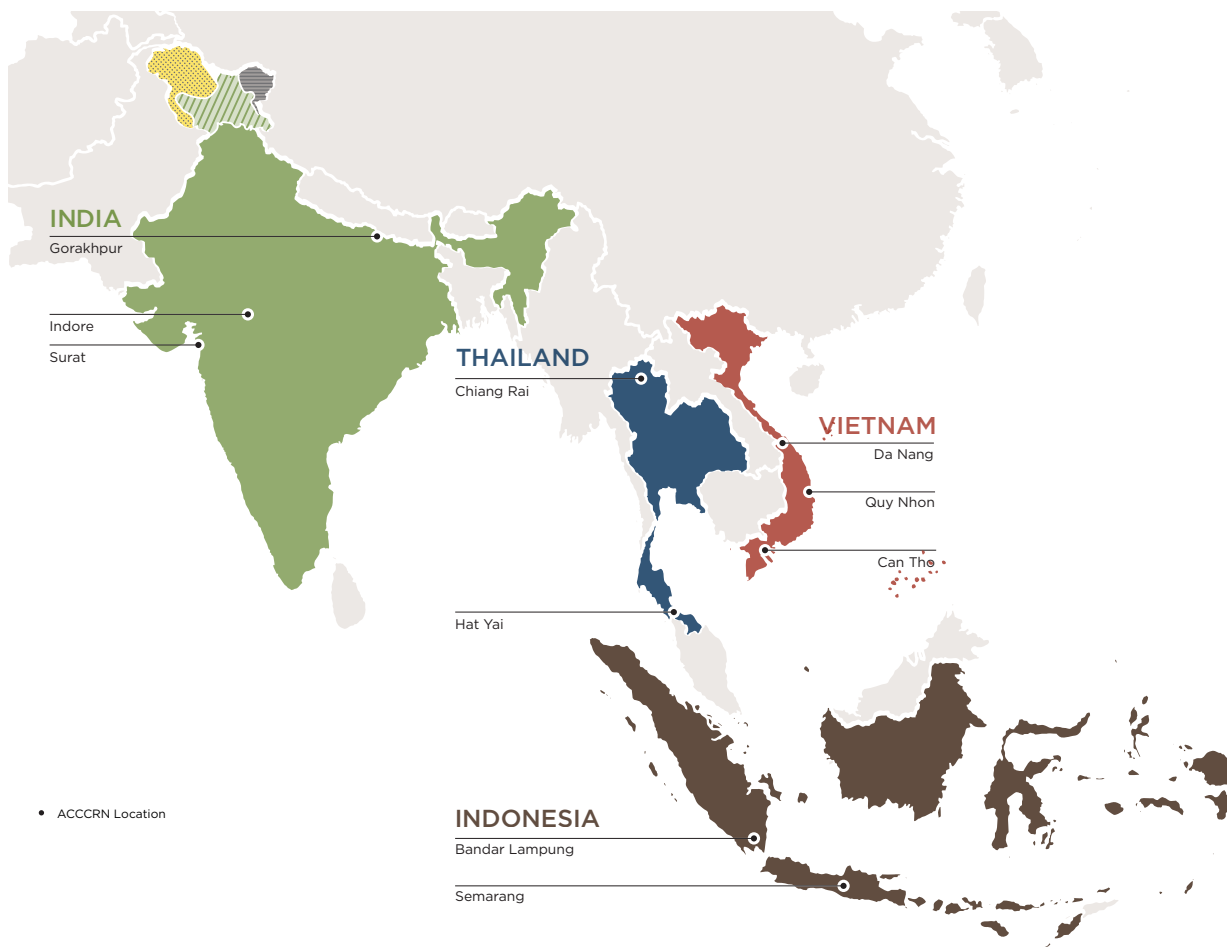 INDIA
Gorakhpur
Indore
Surat
THAILAND
Chiang Rai
Hat Yai
VIETNAM
Da Nang
Quy Nhon
Can Tho
INDONESIA
Bandar Lampung
Semarang
ACCCRN Location